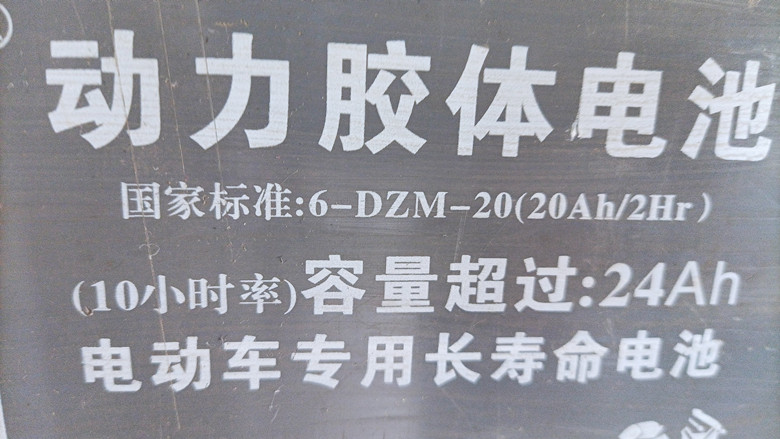 动力胶体电池
国家标准:6-DZM-20(20Ah/2Hr)
(10小时率)容量超过:24Ah
电动车专用长寿命电池